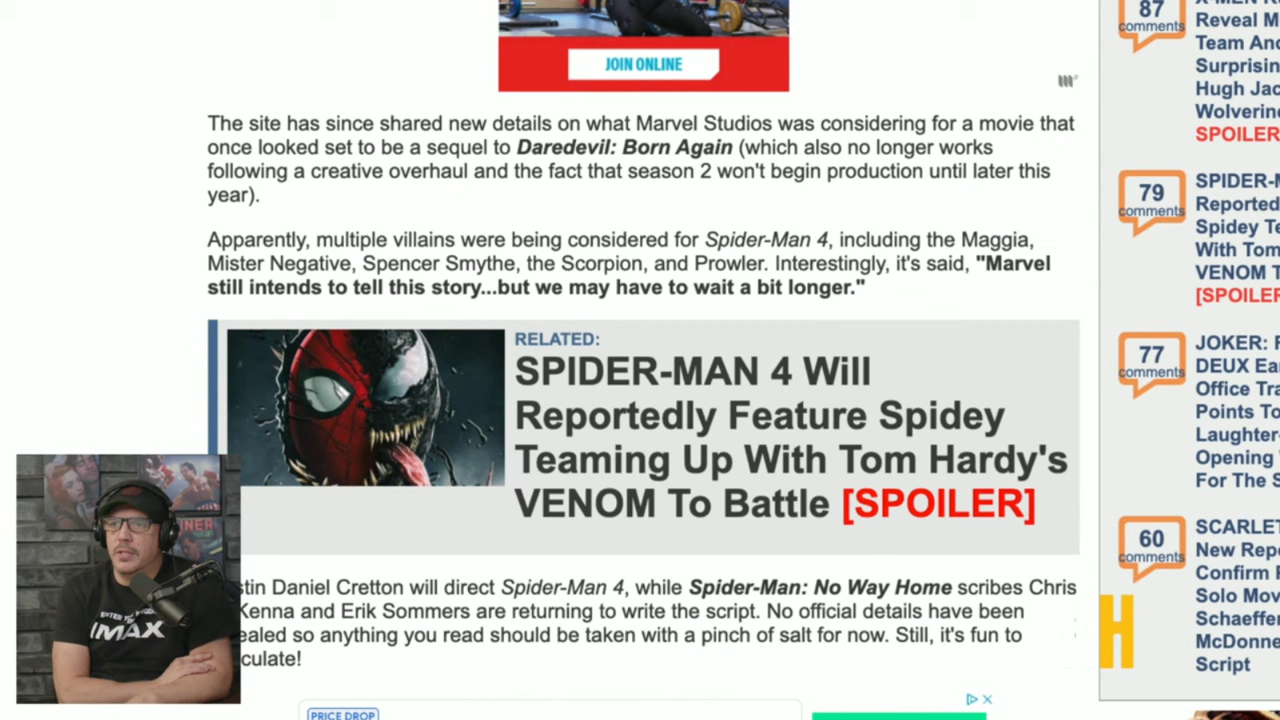 JOIN ONLINE
The site has since shared new details on what Marvel Studios was considering for a movie that
once looked set to be a sequel to Daredevil: Born Again (which also no longer works
following a creative overhaul and the fact that season 2 won't begin production until later this
year).
Apparently, multiple villains were being considered for Spider-Man 4, including the Maggia,
Mister Negative, Spencer Smythe, the Scorpion, and Prowler. Interestingly, it's said, "Marvel
still intends to tell this story...but we may have to wait a bit longer."
RELATED:
SPIDER-MAN 4 Will
Reportedly Feature Spidey
Teaming Up With Tom Hardy's
VENOM To Battle [SPOILER]
stin Daniel Cretton will direct Spider-Man 4, while Spider-Man: No Way Home scribes Chris
Kenna and Erik Sommers are returning to write the script. No official details have been
ealed so anything you read should be taken with a pinch of salt for now. Still, it's fun to
culate!
PRICE DROP
87
comments
Reveal M
Team And
Surprisin
Hugh Jac
Wolverine
SPOILER
79
comments
SPIDER-M
Reported
Spidey Te
With Tom
VENOM T
[SPOILER
77
comments
JOKER: F
DEUX Ear
Office Tra
Points To
Laughter-
Opening
For The S
60
comments
SCARLET
New Repo
Confirm
Solo Mov
Schaeffer
McDonne
Script
H
IMAX